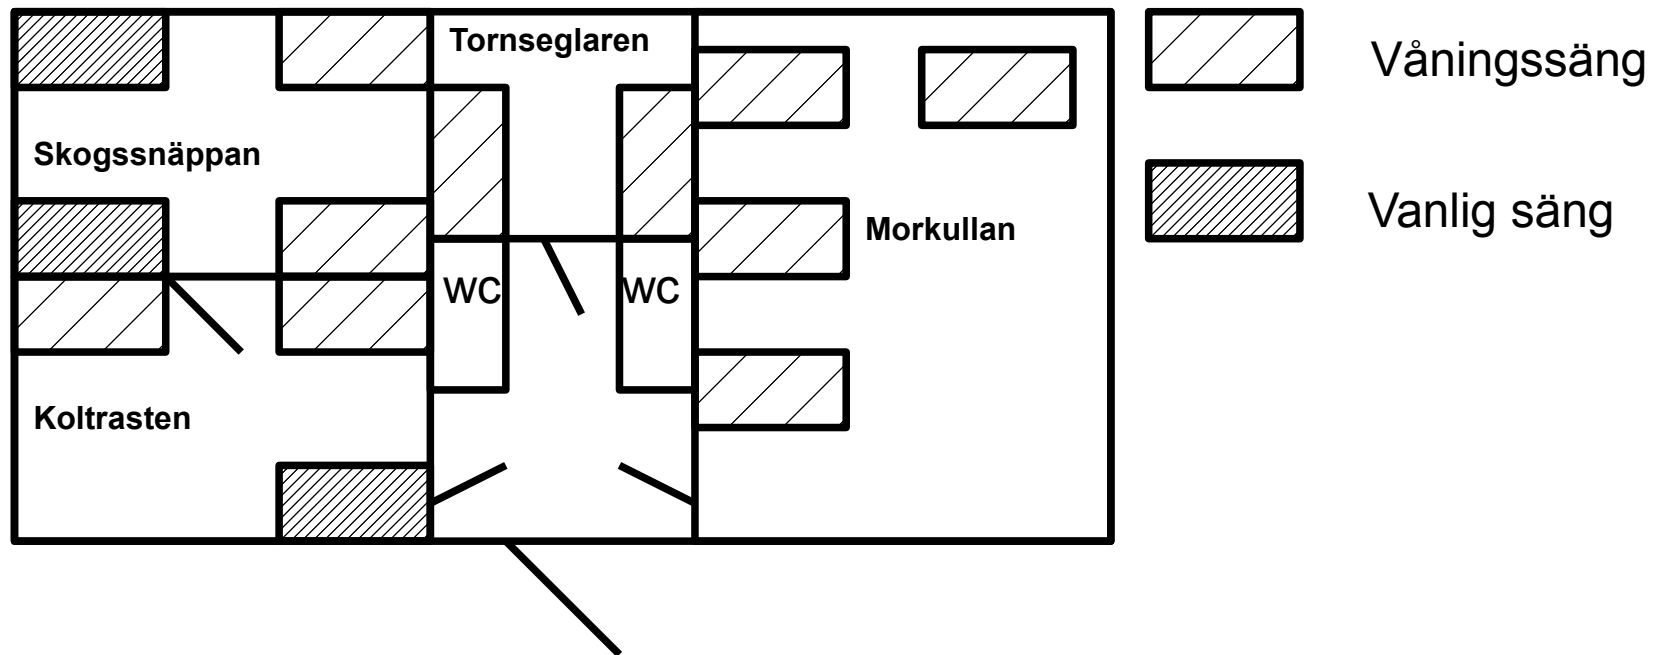 Tornseglaren
Våningssäng
Skogssnäppan
Vanlig säng
Morkullan
WC
WC
Koltrasten